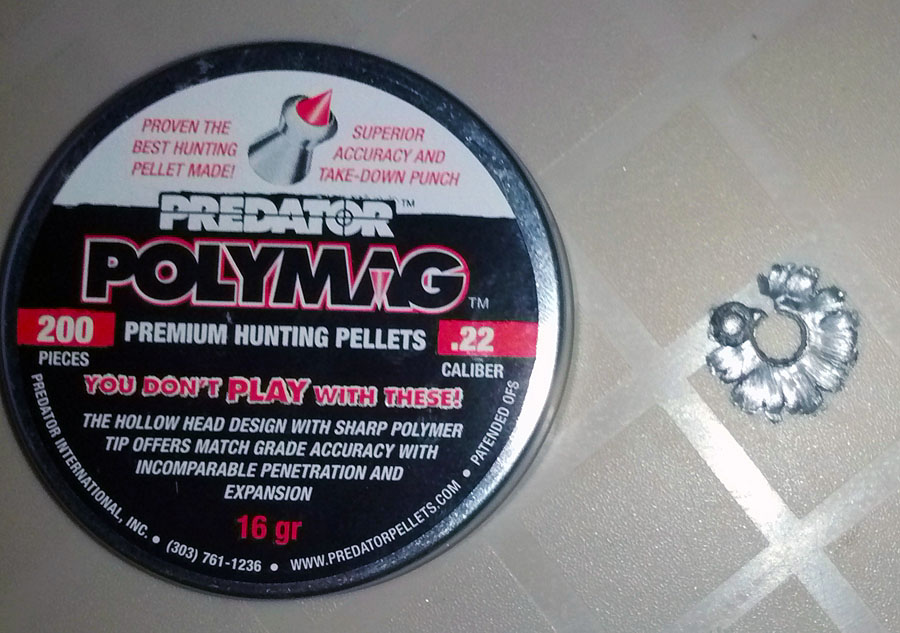 PROVEN THE
BEST HUNTING
PELLET MADE!
SUPERIOR
ACCURACY AND
TAKE-DOWN PUNCH
PREDATOR™
POLYMAG™
200
PIECES
PREMIUM HUNTING PELLETS
.22
CALIBER
YOU DON'T PLAY WITH THESE!
THE HOLLOW HEAD DESIGN WITH SHARP POLYMER
TIP OFFERS MATCH GRADE ACCURACY WITH
INCOMPARABLE PENETRATION AND
EXPANSION
16 gr
PREDATOR INTERNATIONAL, INC. • (303) 761-1236 • WWW.PREDATORPELLETS.COM • PATENTED OFS